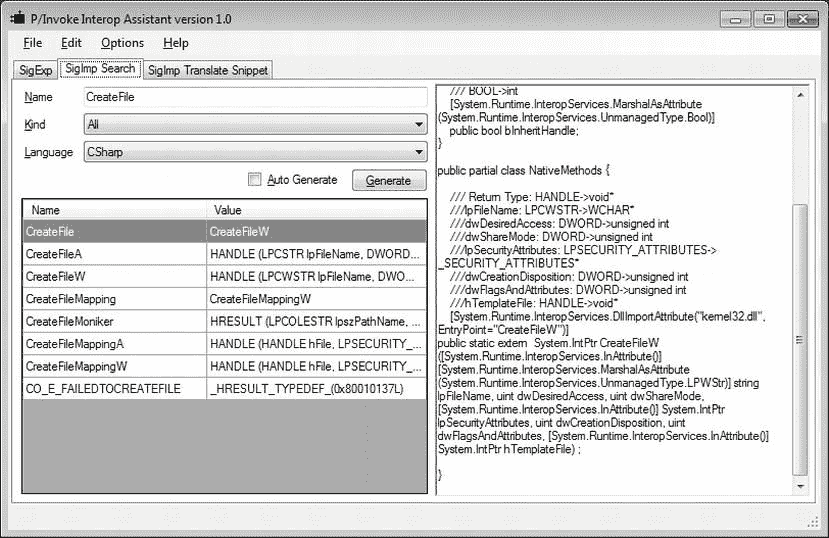 P/Invoke Interop Assistant version 1.0
File Edit Options Help
SigExp SigImp Search SigImp Translate Snippet
Name CreateFile
Kind All
Language CSharp
Auto Generate Generate
Name Value
CreateFile CreateFileW
CreateFileA HANDLE (LPCSTR lpFileName, DWORD...
CreateFileW HANDLE (LPCWSTR lpFileName, DWO...
CreateFileMapping CreateFileMappingW
CreateFileMoniker HRESULT (LPCOLESTR lpszPathName, ...
CreateFileMappingA HANDLE (HANDLE hFile, LPSECURITY_...
CreateFileMappingW HANDLE (HANDLE hFile, LPSECURITY_...
CO_E_FAILEDTOCREATEFILE _HRESULT_TYPEDEF_(0x80010137L)
/// BOOL->int
[System.Runtime.InteropServices.MarshalAsAttribute
(System.Runtime.InteropServices.UnmanagedType.Bool)]
public bool bInheritHandle;
}
public partial class NativeMethods {
/// Return Type: HANDLE->void*
///lpFileName: LPCWSTR->WCHAR*
///dwDesiredAccess: DWORD->unsigned int
///dwShareMode: DWORD->unsigned int
///lpSecurityAttributes: LPSECURITY_ATTRIBUTES->
_SECURITY_ATTRIBUTES*
///dwCreationDisposition: DWORD->unsigned int
///dwFlagsAndAttributes: DWORD->unsigned int
///hTemplateFile: HANDLE->void*
[System.Runtime.InteropServices.DllImportAttribute("kernel32.dll",
EntryPoint="CreateFileW")]
public static extern System.IntPtr CreateFileW
([System.Runtime.InteropServices.InAttribute()]
[System.Runtime.InteropServices.MarshalAsAttribute
(System.Runtime.InteropServices.UnmanagedType.LPWStr)] string
lpFileName, uint dwDesiredAccess, uint dwShareMode,
[System.Runtime.InteropServices.InAttribute()] System.IntPtr
lpSecurityAttributes, uint dwCreationDisposition, uint
dwFlagsAndAttributes, [System.Runtime.InteropServices.InAttribute()]
System.IntPtr hTemplateFile) ;
}